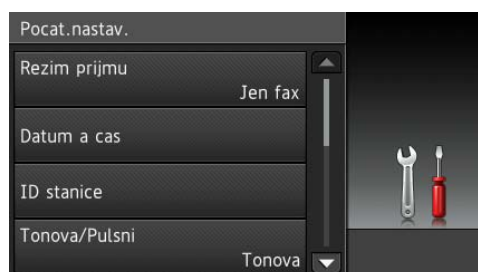 Pocat.nastav.
Rezim prijmu
Jen fax
Datum a cas
ID stanice
Tonova/Pulsni
Tonova